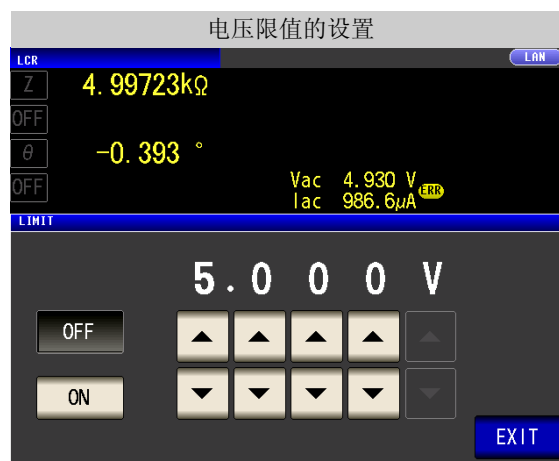 电压限值的设置
LCR
LAN
Z 4.99723kΩ
OFF
θ -0.393 °
OFF
Vac 4.930 V ERR
Iac 986.6μA
LIMIT
5.000 V
OFF
ON
EXIT